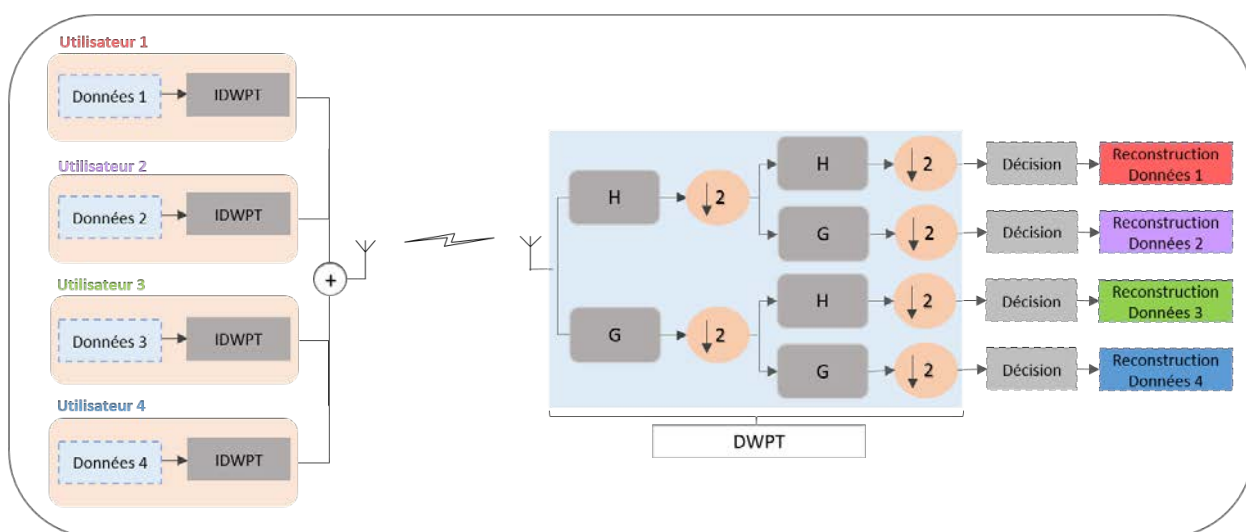 Utilisateur 1
Données 1
IDWPT
Utilisateur 2
Données 2
IDWPT
Utilisateur 3
Données 3
IDWPT
Utilisateur 4
Données 4
IDWPT
+
H
↓ 2
H
↓ 2
Décision
Reconstruction
Données 1
G
↓ 2
Décision
Reconstruction
Données 2
G
↓ 2
H
↓ 2
Décision
Reconstruction
Données 3
G
↓ 2
Décision
Reconstruction
Données 4
DWPT